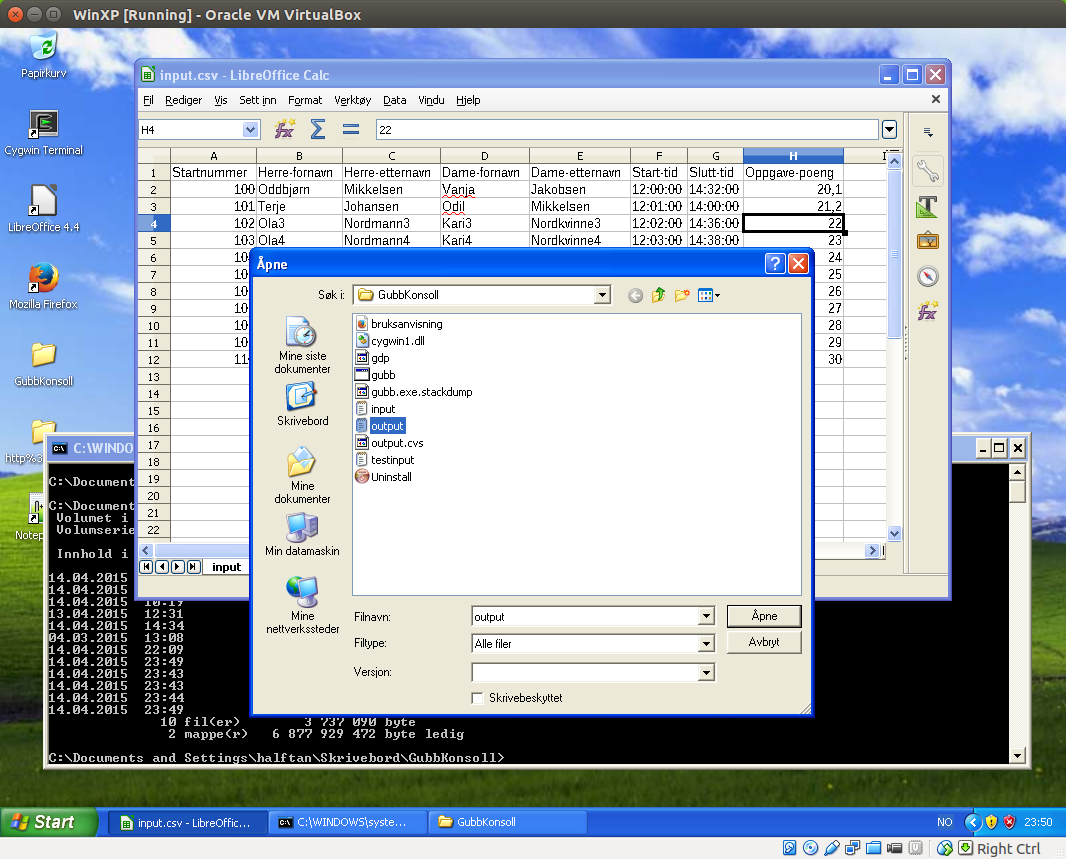 WinXP [Running] - Oracle VM VirtualBox
Papirkurv
Cygwin Terminal
LibreOffice 4.4
Mozilla Firefox
GubbKonsoll
http%3
Notep
input.csv - LibreOffice Calc
Fil Rediger Vis Sett inn Format Verktøy Data Vindu Hjelp
H4 22
A B C D E F G H
1 Startnummer Herre-fornavn Herre-etternavn Dame-fornavn Dame-etternavn Start-tid Slutt-tid Oppgave-poeng
2 100 Oddbjørn Mikkelsen Vanja Jakobsen 12:00:00 14:32:00 20,1
3 101 Terje Johansen Odil Mikkelsen 12:01:00 14:00:00 21,2
4 102 Ola3 Nordmann3 Kari3 Nordkvinne3 12:02:00 14:36:00 22
5 103 Ola4 Nordmann4 Kari4 Nordkvinne4 12:03:00 14:38:00 23
6 10 24
7 10 25
8 10 26
9 10 27
10 10 28
11 10 29
12 11 30
13
14
15
16
17
18
19
20
21
22
input
Åpne
Søk i: GubbKonsoll
Mine siste
dokumenter
Skrivebord
Mine
dokumenter
Min datamaskin
Mine
nettverkssteder
bruksanvisning
cygwin1.dll
gdp
gubb
gubb.exe.stackdump
input
output
output.cvs
testinput
Uninstall
Filnavn: output Åpne
Filtype: Alle filer Avbryt
Versjon:
Skrivebeskyttet
C:\WINDO
C:\Document
C:\Document
Volumet i
Volumserie
Innhold i
14.04.2015
14.04.2015
14.04.2015 10:19
13.04.2015 12:31
14.04.2015 14:34
04.03.2015 13:08
14.04.2015 22:09
14.04.2015 23:49
14.04.2015 23:43
14.04.2015 23:43
14.04.2015 23:44
14.04.2015 23:49
10 fil(er) 3 737 090 byte
2 mappe(r) 6 877 929 472 byte ledig
C:\Documents and Settings\halftan\Skrivebord\GubbKonsoll>
Start input.csv - LibreOffic... C:\WINDOWS\syste... GubbKonsoll NO 23:50
Right Ctrl